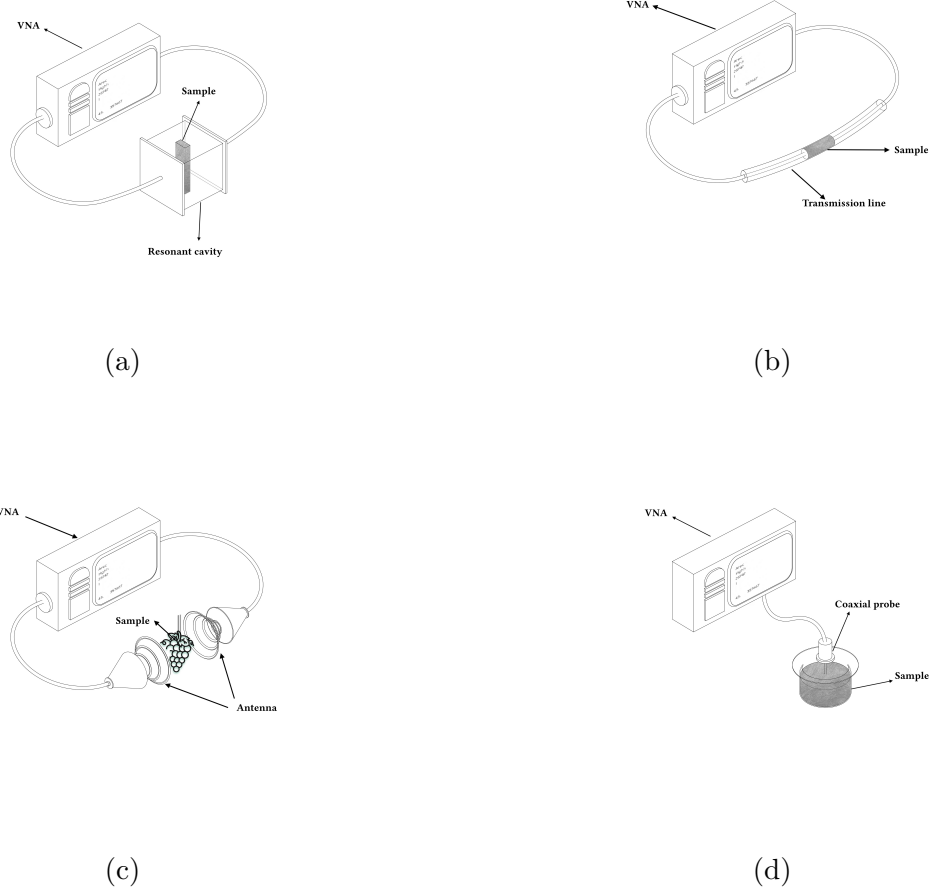 VNA
Sample
Resonant cavity
(a)
VNA
Sample
Transmission line
(b)
VNA
Sample
Antenna
(c)
VNA
Coaxial probe
Sample
(d)